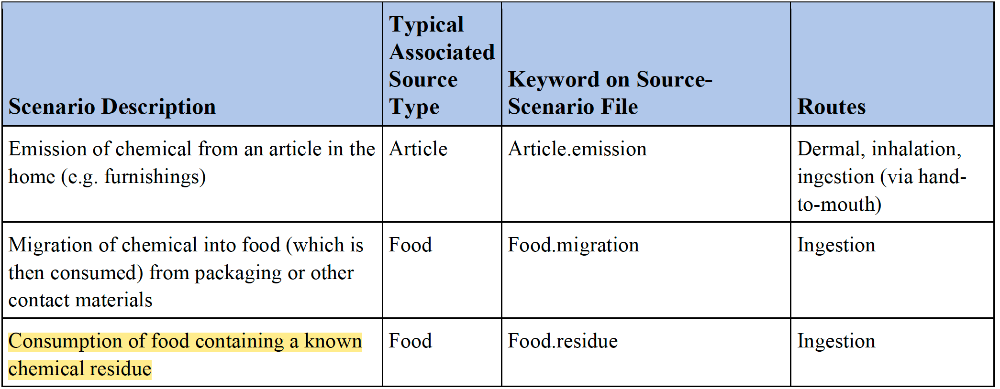 Scenario Description
Typical
Associated
Source
Type
Keyword on Source-
Scenario File
Routes
Emission of chemical from an article in the
home (e.g. furnishings)
Article
Article.emission
Dermal, inhalation,
ingestion (via hand-
to-mouth)
Migration of chemical into food (which is
then consumed) from packaging or other
contact materials
Food
Food.migration
Ingestion
Consumption of food containing a known
chemical residue
Food
Food.residue
Ingestion